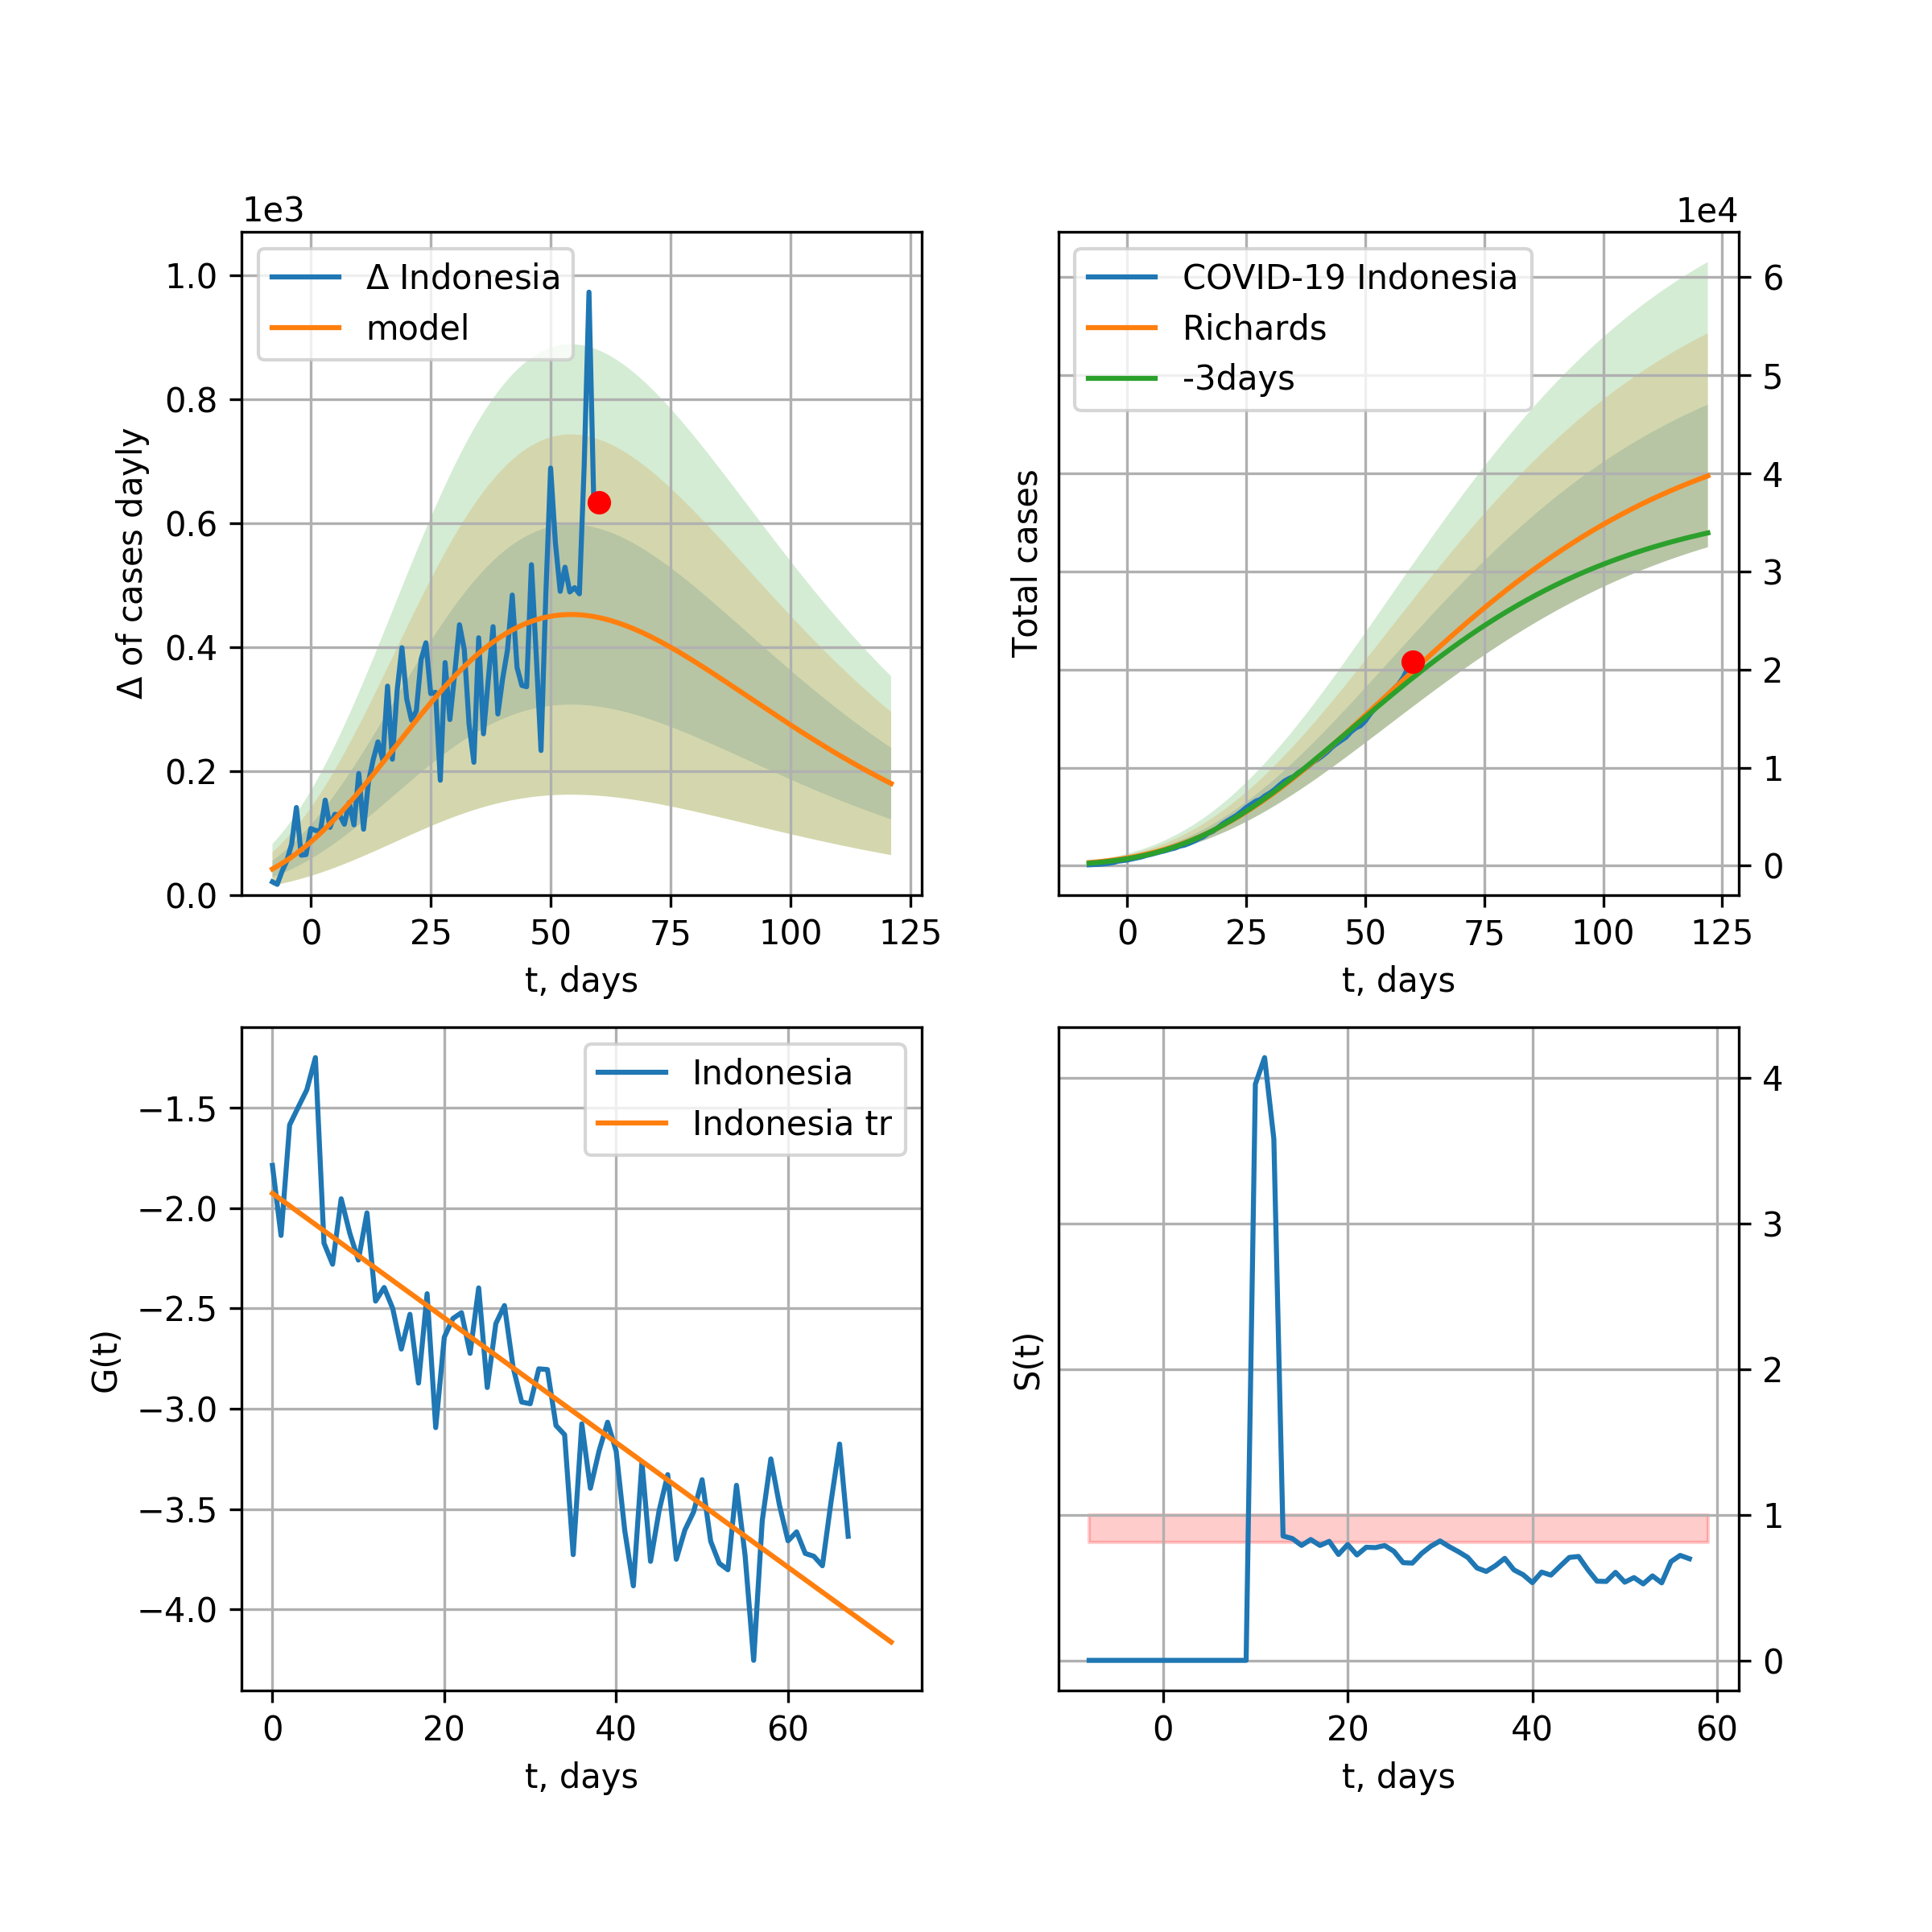 1e3
Δ Indonesia
model
1.0
0.8
0.6
0.4
0.2
0.0
Δ of cases dayly
0 25 50 75 100 125
t, days
1e4
COVID-19 Indonesia
Richards
-3days
6
5
4
3
2
1
0
Total cases
0 25 50 75 100 125
t, days
Indonesia
Indonesia tr
−1.5
−2.0
−2.5
−3.0
−3.5
−4.0
G(t)
0 20 40 60
t, days
4
3
2
1
0
S(t)
0 20 40 60
t, days